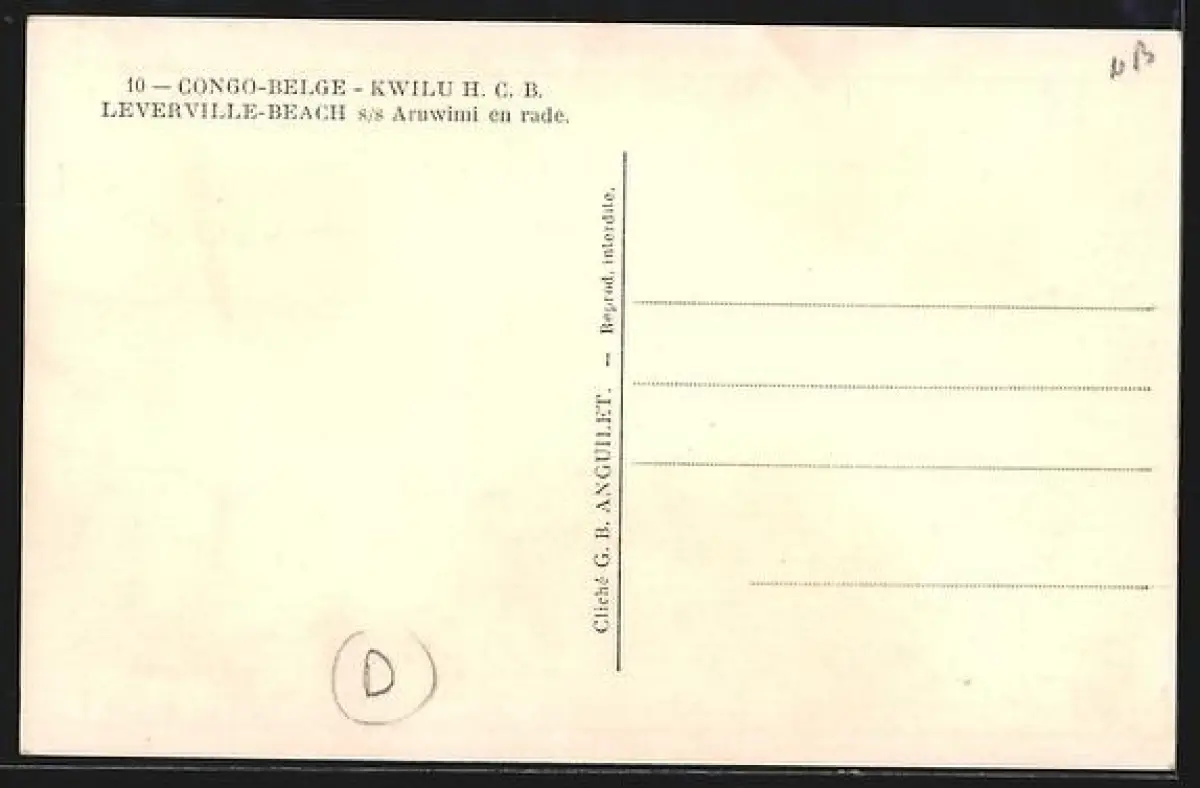 10 — CONGO-BELGE - KWILU H. C. B.
LEVERVILLE-BEACH s/s Aruwimi en rade.
Cliché G. B. ANGUILET. — Reprod. interdite.
D